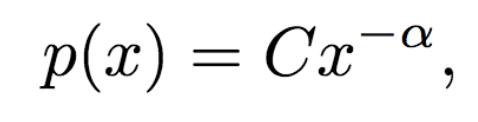 p(x) = Cx^{-α},